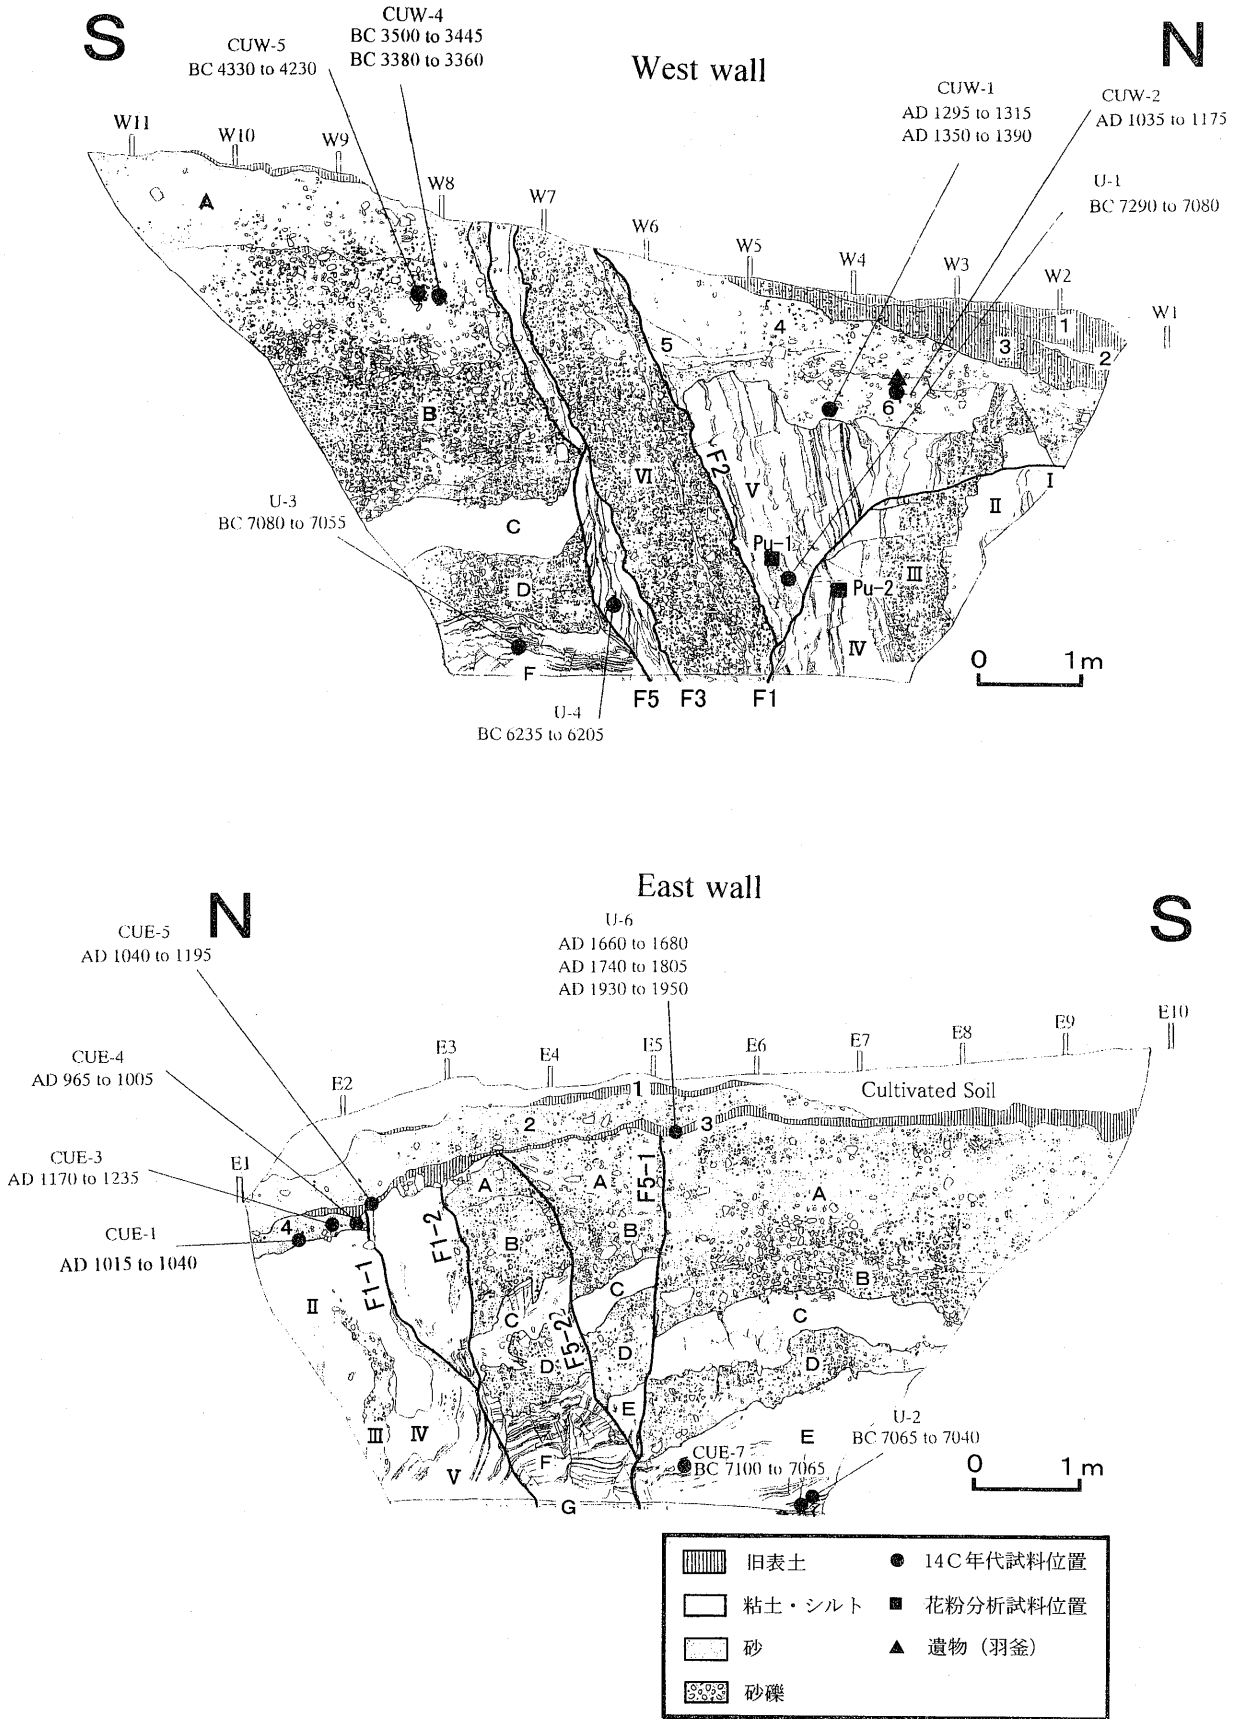 S
N
West wall
CUW-4
BC 3500 to 3445
BC 3380 to 3360
CUW-5
BC 4330 to 4230
CUW-1
AD 1295 to 1315
AD 1350 to 1390
CUW-2
AD 1035 to 1175
U-1
BC 7290 to 7080
W11
W10
W9
W8
W7
W6
W5
W4
W3
W2
W1
A
B
C
D
F
1
2
3
4
5
6
I
II
III
IV
V
VI
F2
Pu-1
Pu-2
U-3
BC 7080 to 7055
U-4
BC 6235 to 6205
F5
F3
F1
0 1m
East wall
N
S
CUE-5
AD 1040 to 1195
U-6
AD 1660 to 1680
AD 1740 to 1805
AD 1930 to 1950
CUE-4
AD 965 to 1005
CUE-3
AD 1170 to 1235
CUE-1
AD 1015 to 1040
E1
E2
E3
E4
E5
E6
E7
E8
E9
E10
Cultivated Soil
1
2
3
4
A
A
A
B
B
B
C
C
C
D
D
D
E
E
F
G
II
III
IV
V
F1-1
F1-2
F5-2
F5-1
CUE-7
BC 7100 to 7065
U-2
BC 7065 to 7040
0 1m
旧表土
14C年代試料位置
粘土・シルト
花粉分析試料位置
砂
遺物（羽釜）
砂礫